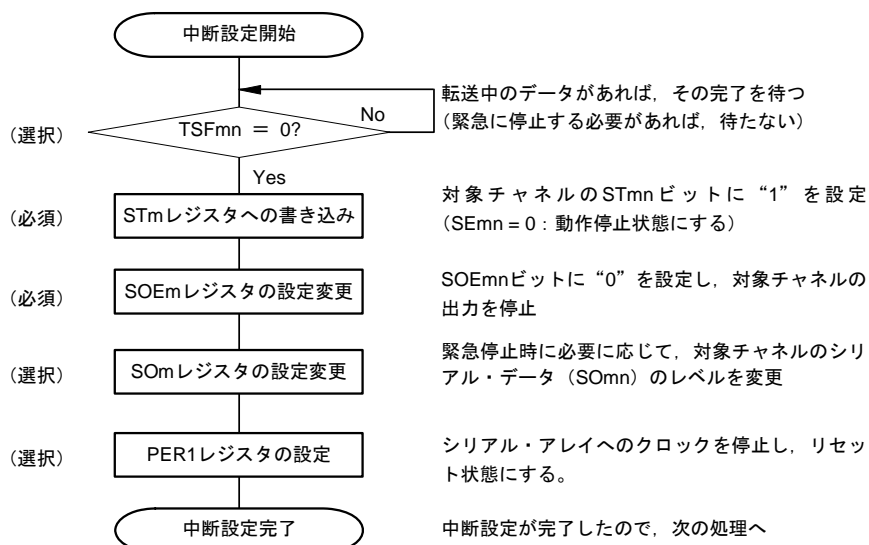 中断設定開始
転送中のデータがあれば，その完了を待つ
（緊急に停止する必要があれば，待たない）
（選択）
TSFmn ＝ 0?
No
Yes
（必須）
STmレジスタへの書き込み
対象チャネルのSTmnビットに“1”を設定
（SEmn = 0：動作停止状態にする）
（必須）
SOEmレジスタの設定変更
SOEmnビットに“0”を設定し，対象チャネルの
出力を停止
（選択）
SOmレジスタの設定変更
緊急停止時に必要に応じて，対象チャネルのシリ
アル・データ（SOmn）のレベルを変更
（選択）
PER1レジスタの設定
シリアル・アレイへのクロックを停止し，リセッ
ト状態にする。
中断設定完了
中断設定が完了したので，次の処理へ